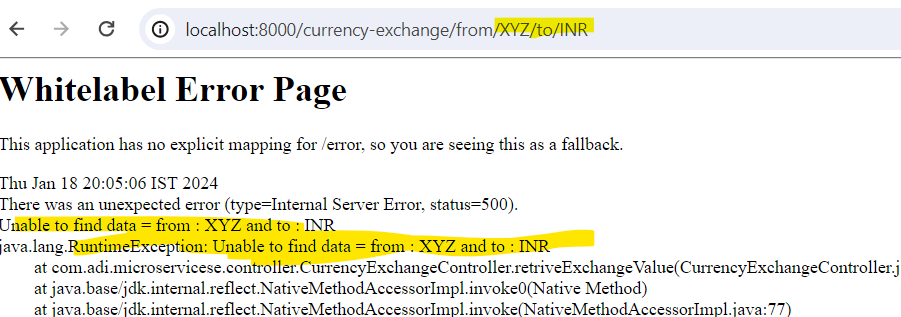 localhost:8000/currency-exchange/from/XYZ/to/INR
Whitelabel Error Page
This application has no explicit mapping for /error, so you are seeing this as a fallback.
Thu Jan 18 20:05:06 IST 2024
There was an unexpected error (type=Internal Server Error, status=500).
Unable to find data = from : XYZ and to : INR
java.lang.RuntimeException: Unable to find data = from : XYZ and to : INR
at com.adi.microservicese.controller.CurrencyExchangeController.retriveExchangeValue(CurrencyExchangeController.j
at java.base/jdk.internal.reflect.NativeMethodAccessorImpl.invoke0(Native Method)
at java.base/jdk.internal.reflect.NativeMethodAccessorImpl.invoke(NativeMethodAccessorImpl.java:77)